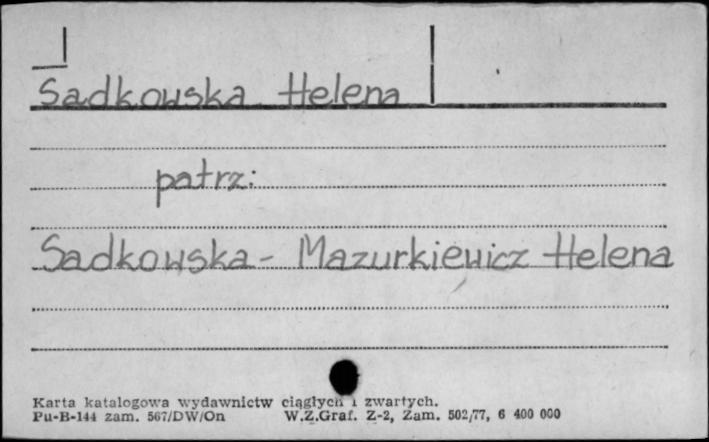 Sadkowska Helena
patrz:
Sadkowska - Mazurkiewicz Helena
Karta katalogowa wydawnictw ciągłych i zwartych.
Pu-B-144 zam. 567/DW/On W.Z.Graf. Z-2, Zam. 502/77, 6 400 000